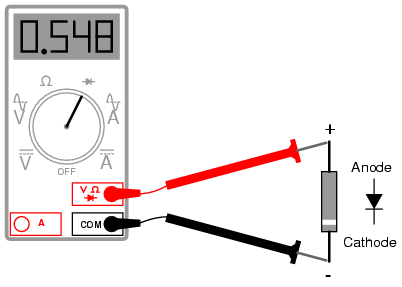 0.548
Ω
V A
V A
OFF
V Ω
A
COM
+
Anode
Cathode
-